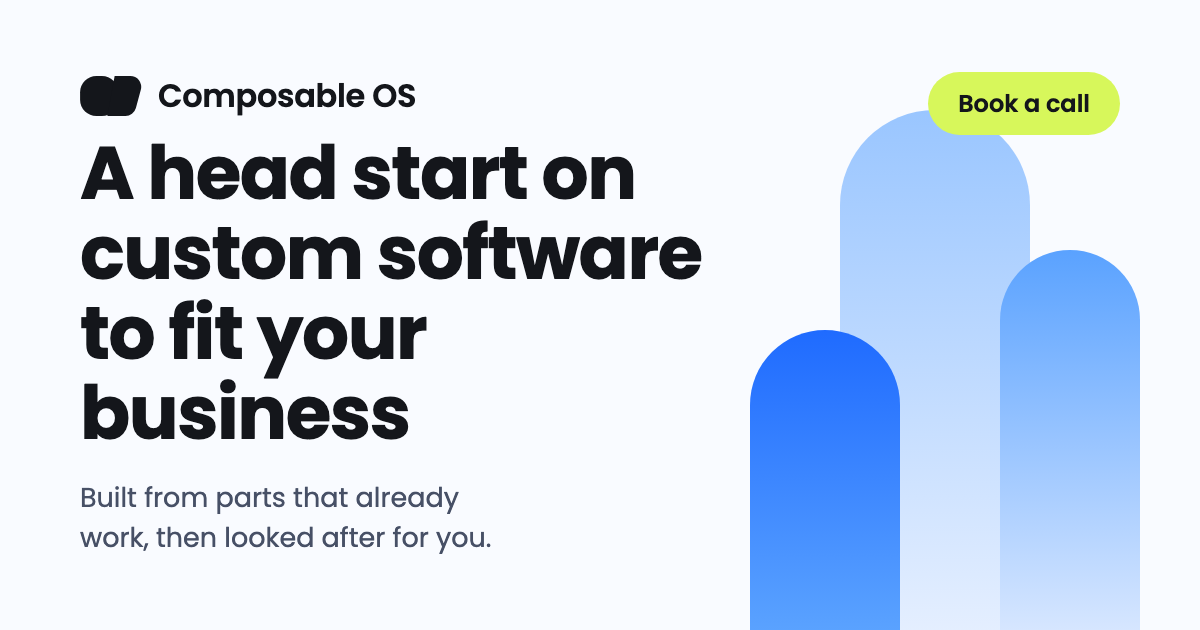 Composable OS
Book a call
A head start on
custom software
to fit your
business
Built from parts that already
work, then looked after for you.